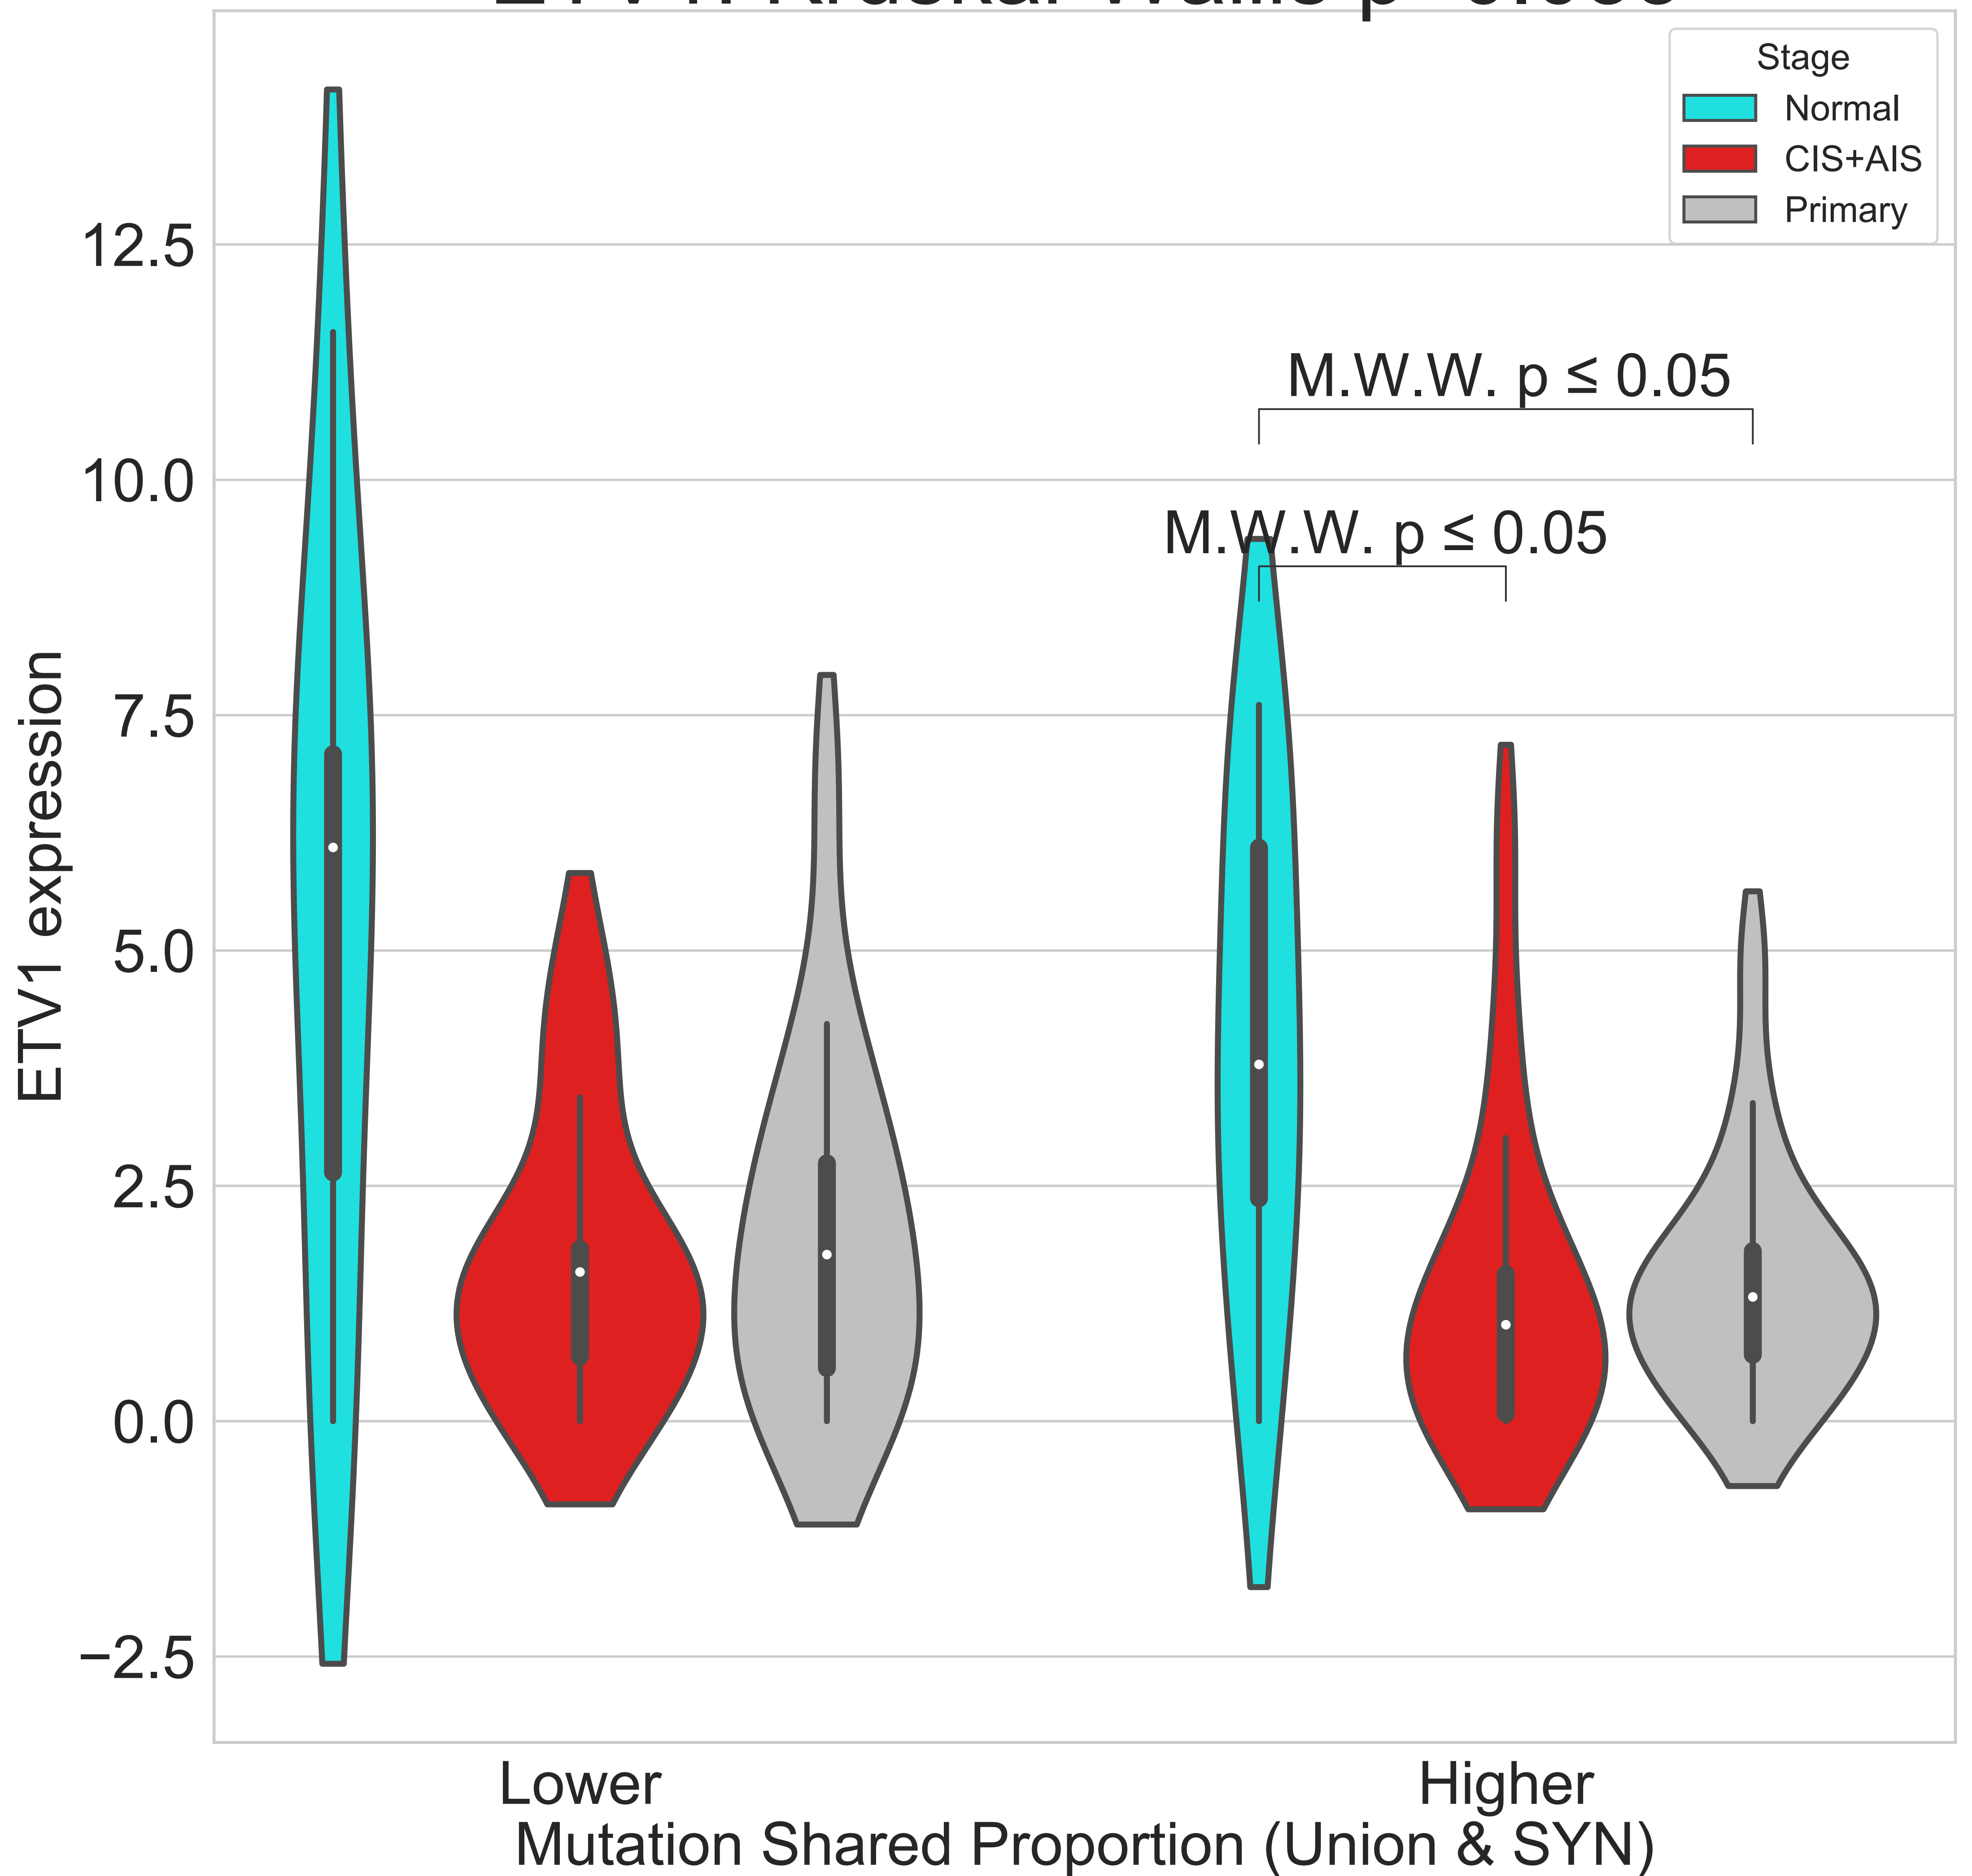 Stage
Normal
CIS+AIS
Primary
12.5
10.0
7.5
5.0
2.5
0.0
−2.5
ETV1 expression
M.W.W. p ≤ 0.05
M.W.W. p ≤ 0.05
Lower
Higher
Mutation Shared Proportion (Union & SYN)